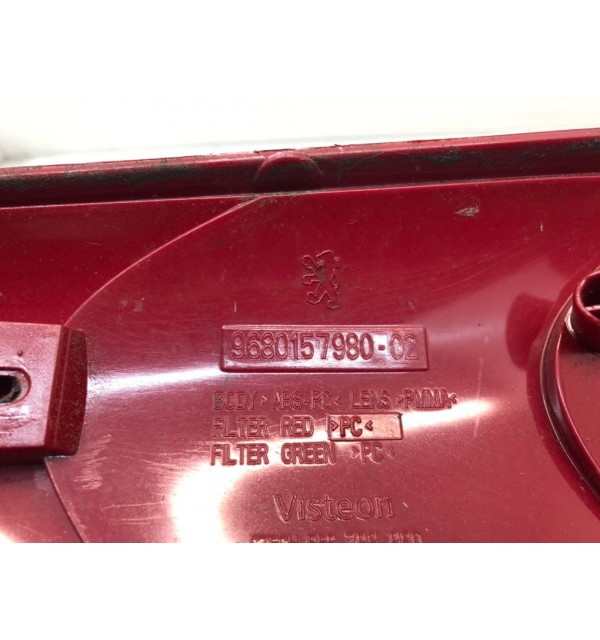 9680157980-02
BODY >ABS-PC< LENS >PMMA<
FILTER RED >PC<
FILTER GREEN >PC<
Visteon